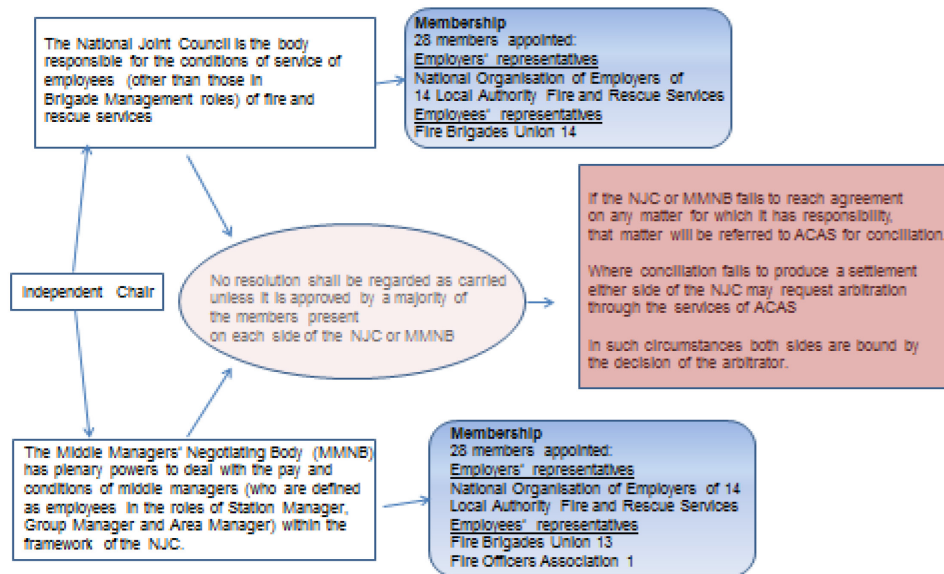 The National Joint Council is the body
responsible for the conditions of service of
employees (other than those in
Brigade Management roles) of fire and
rescue services
Membership
28 members appointed:
Employers' representatives
National Organisation of Employers of
14 Local Authority Fire and Rescue Services
Employees' representatives
Fire Brigades Union 14
If the NJC or MMNB fails to reach agreement
on any matter for which it has responsibility,
that matter will be referred to ACAS for conciliation.
Where conciliation fails to produce a settlement
either side of the NJC may request arbitration
through the services of ACAS
In such circumstances both sides are bound by
the decision of the arbitrator.
Independent Chair
No resolution shall be regarded as carried
unless it is approved by a majority of
the members present
on each side of the NJC or MMNB
The Middle Managers' Negotiating Body (MMNB)
has plenary powers to deal with the pay and
conditions of middle managers (who are defined
as employees in the roles of Station Manager,
Group Manager and Area Manager) within the
framework of the NJC.
Membership
28 members appointed:
Employers' representatives
National Organisation of Employers of 14
Local Authority Fire and Rescue Services
Employees' representatives
Fire Brigades Union 13
Fire Officers Association 1